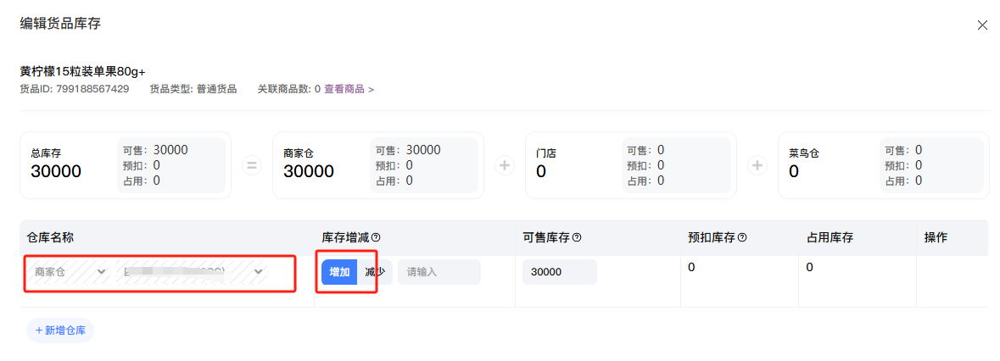 编辑货品库存
黄柠檬15粒装单果80g+
货品ID: 799188567429 货品类型: 普通货品 关联商品数: 0 查看商品 >
总库存
30000
可售: 30000
预扣: 0
占用: 0
=
商家仓
30000
可售: 30000
预扣: 0
占用: 0
+
门店
0
可售: 0
预扣: 0
占用: 0
+
菜鸟仓
0
可售: 0
预扣: 0
占用: 0
仓库名称 库存增减 可售库存 预扣库存 占用库存 操作
商家仓 增加 减少 请输入 30000 0 0
+ 新增仓库